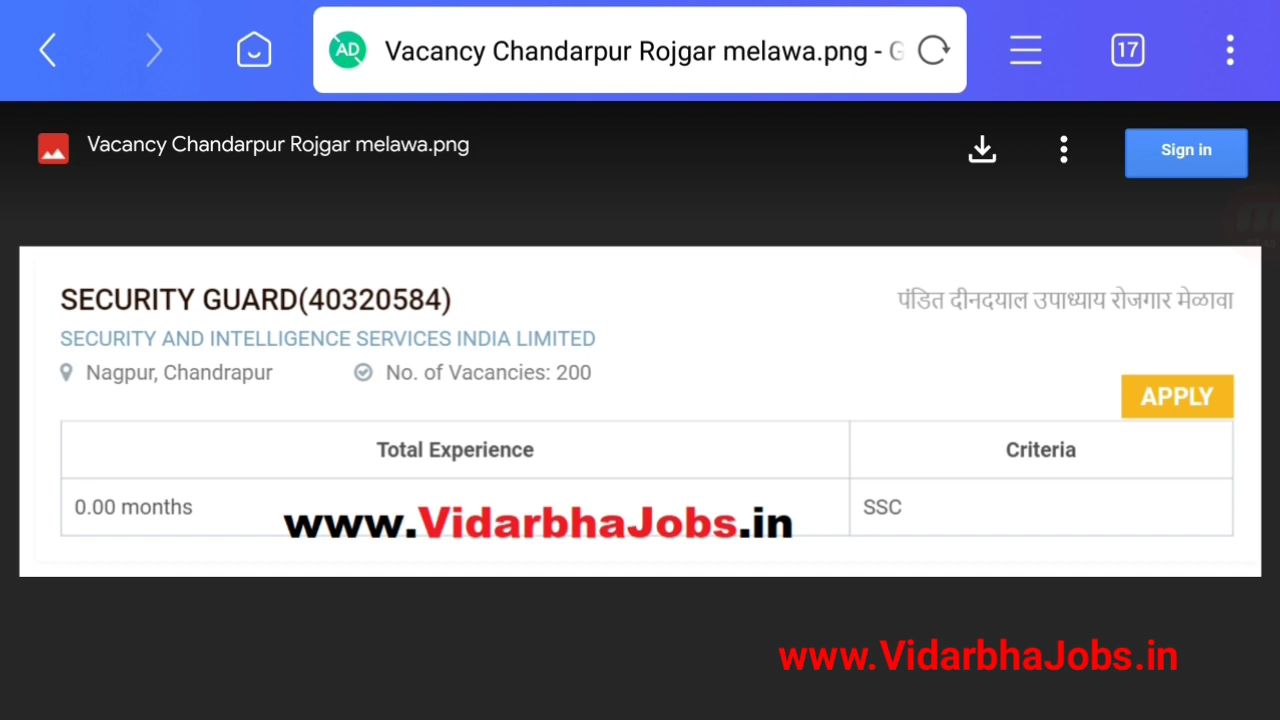 AD Vacancy Chandarpur Rojgar melawa.png - G
17
Vacancy Chandarpur Rojgar melawa.png
Sign in
SECURITY GUARD(40320584)
पंडित दीनदयाल उपाध्याय रोजगार मेळावा
SECURITY AND INTELLIGENCE SERVICES INDIA LIMITED
Nagpur, Chandrapur
No. of Vacancies: 200
APPLY
Total Experience
Criteria
0.00 months
SSC
www.VidarbhaJobs.in
www.VidarbhaJobs.in